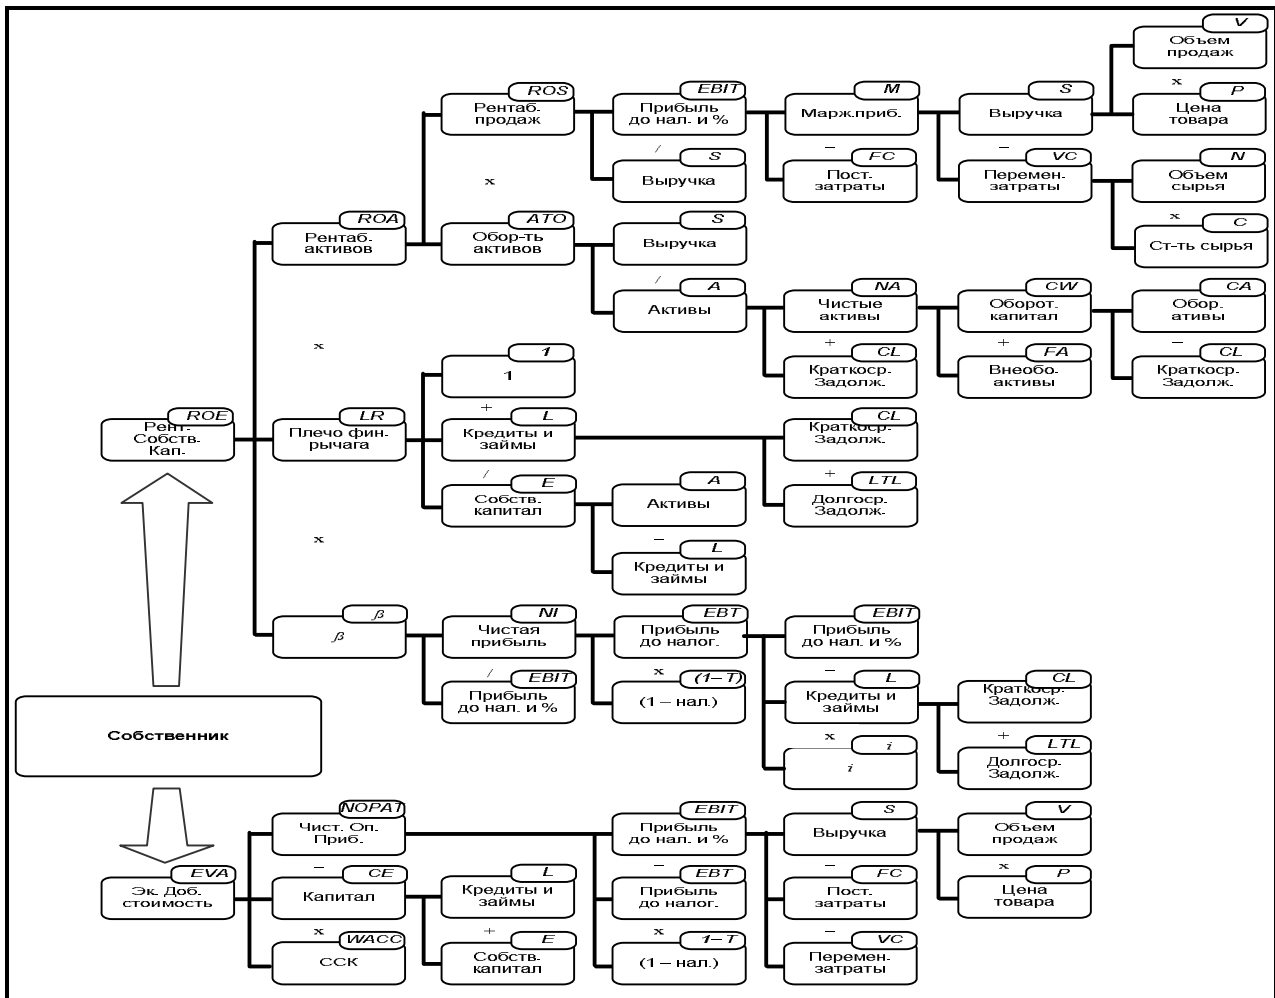 V
Объем
продаж
x
ROS
Рентаб.
продаж
EBIT
Прибыль
до нал. и %
M
Марж.приб.
S
Выручка
P
Цена
товара
/
–
–
S
Выручка
FC
Пост.
затраты
VC
Перемен.
затраты
N
Объем
сырья
x
x
ROA
Рентаб.
активов
ATO
Обор-ть
активов
S
Выручка
C
Ст-ть сырья
/
A
Активы
NA
Чистые
активы
CW
Оборот.
капитал
CA
Обор.
ативы
x
+
+
–
1
1
CL
Краткоср.
Задолж.
FA
Внеобо-
активы
CL
Краткоср.
Задолж.
+
ROE
Рент.
Собств.
Кап.
LR
Плечо фин.
рычага
L
Кредиты и
займы
CL
Краткоср.
Задолж.
/
+
E
Собств.
капитал
A
Активы
LTL
Долгоср.
Задолж.
x
–
L
Кредиты и
займы
β
β
NI
Чистая
прибыль
EBT
Прибыль
до налог.
EBIT
Прибыль
до нал. и %
/
x
–
EBIT
Прибыль
до нал. и %
(1–T)
(1 – нал.)
L
Кредиты и
займы
CL
Краткоср.
Задолж.
Собственник
x
+
i
i
LTL
Долгоср.
Задолж.
NOPAT
Чист. Оп.
Приб.
EBIT
Прибыль
до нал. и %
S
Выручка
V
Объем
продаж
–
–
–
x
EVA
Эк. Доб.
стоимость
CE
Капитал
L
Кредиты и
займы
EBT
Прибыль
до налог.
FC
Пост.
затраты
P
Цена
товара
x
+
x
–
WACC
ССК
E
Собств.
капитал
1–T
(1 – нал.)
VC
Перемен.
затраты